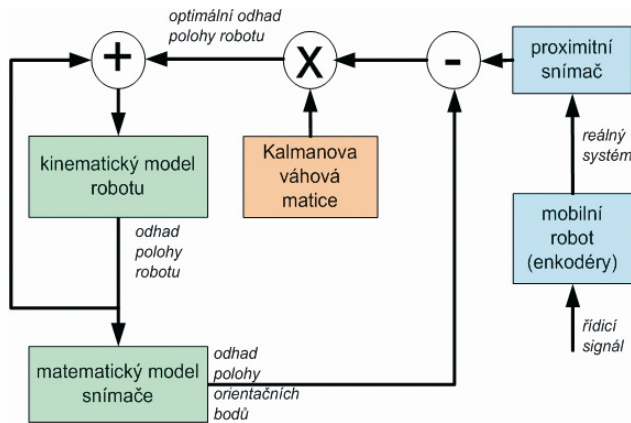 optimální odhad
polohy robotu
+
X
-
proximitní
snímač
kinematický model
robotu
Kalmanova
váhová
matice
reálný
systém
mobilní
robot
(enkodéry)
odhad
polohy
robotu
řídicí
signál
matematický model
snímače
odhad
polohy
orientačních
bodů